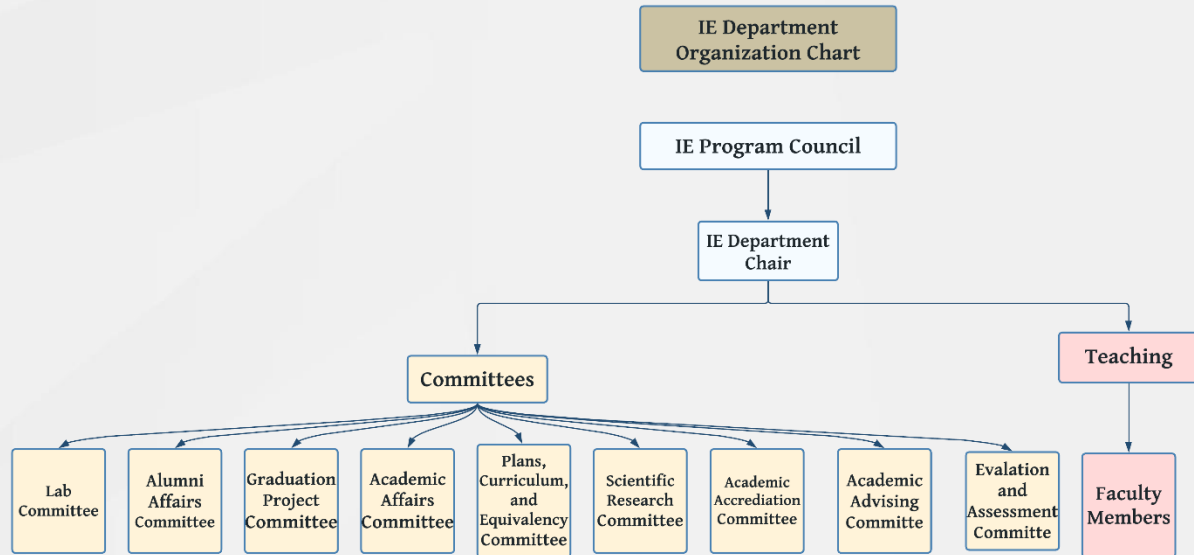 IE Department
Organization Chart
IE Program Council
IE Department
Chair
Committees
Teaching
Lab
Committee
Alumni
Affairs
Committee
Graduation
Project
Committee
Academic
Affairs
Committee
Plans,
Curriculum,
and
Equivalency
Committee
Scientific
Research
Committee
Academic
Accrediation
Committee
Academic
Advising
Committe
Evalation
and
Assessment
Committe
Faculty
Members